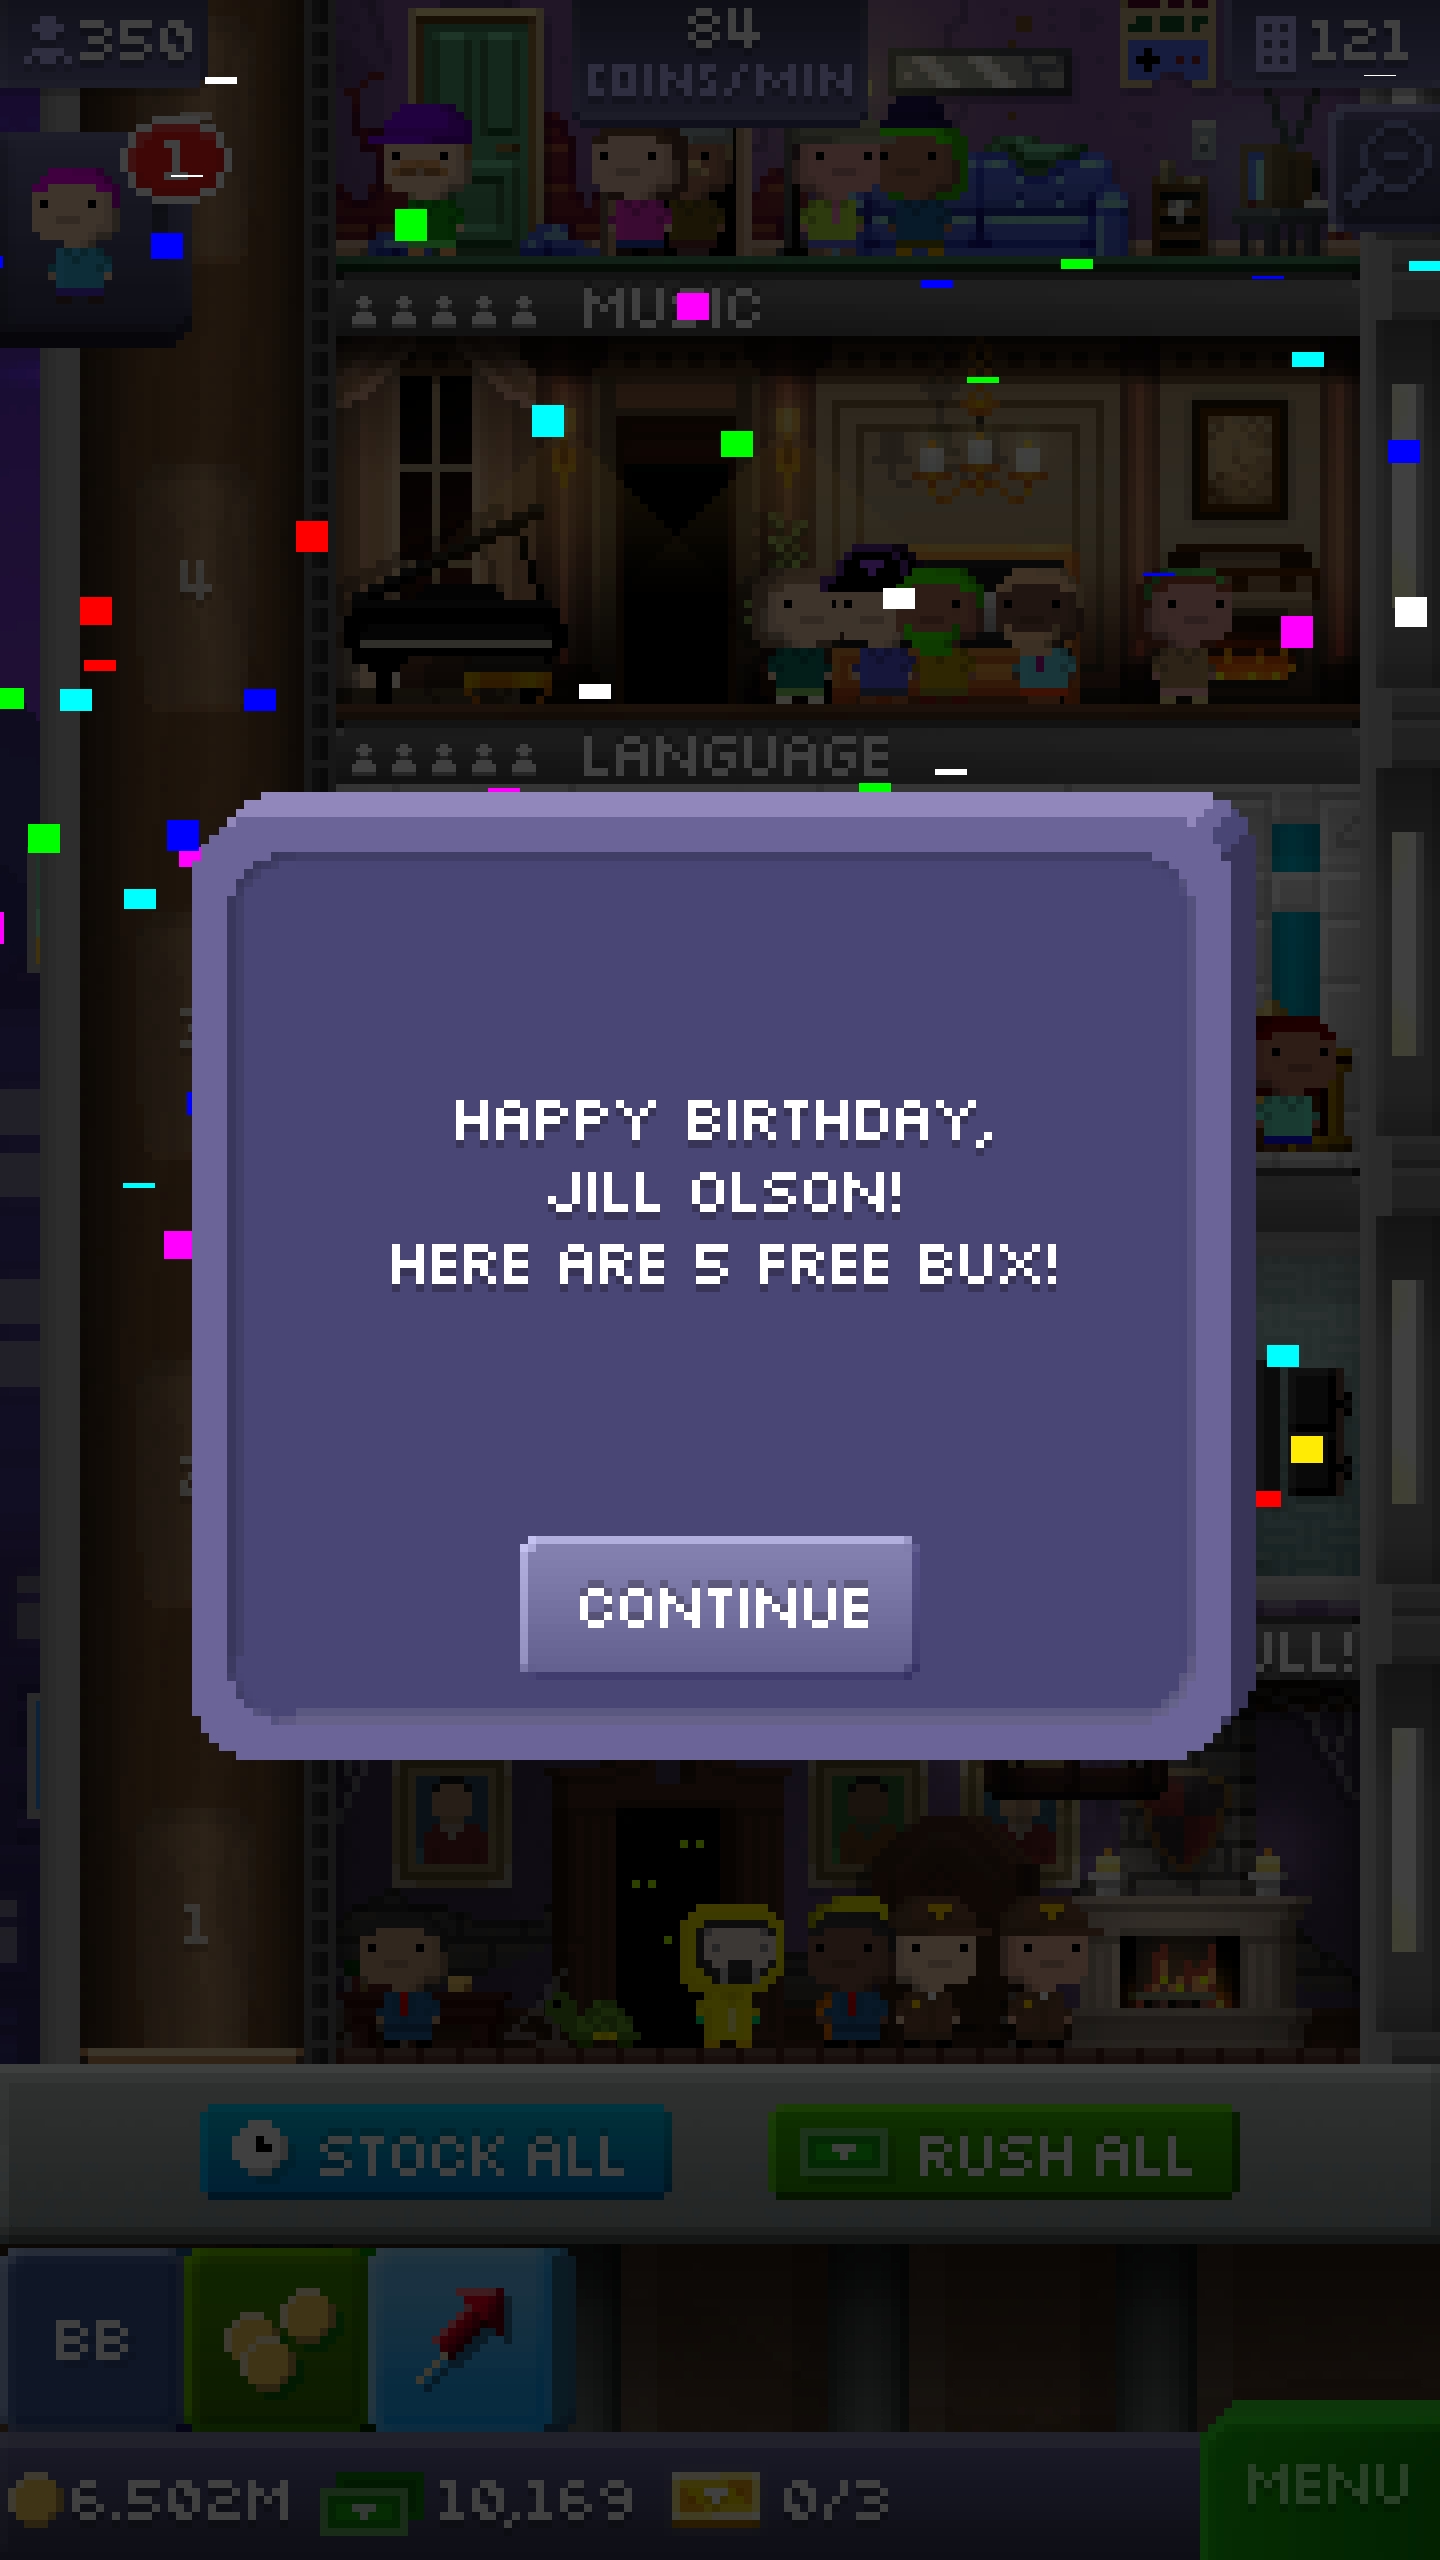 350
84
COINS/MIN
121
1
MUSIC
4
LANGUAGE
HAPPY BIRTHDAY,
JILL OLSON!
HERE ARE 5 FREE BUX!
CONTINUE
1
STOCK ALL
RUSH ALL
BB
6.502M
10,169
0/3
MENU